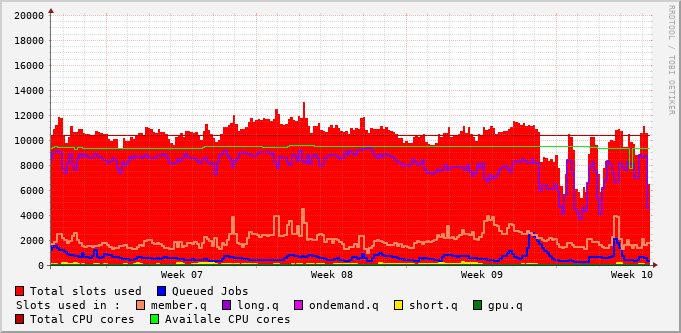 20000
18000
16000
14000
12000
10000
8000
6000
4000
2000
0
Week 07 Week 08 Week 09 Week 10
RRDTOOL / TOBI OETIKER
Total slots used Queued Jobs
Slots used in : member.q long.q ondemand.q short.q gpu.q
Total CPU cores Availale CPU cores